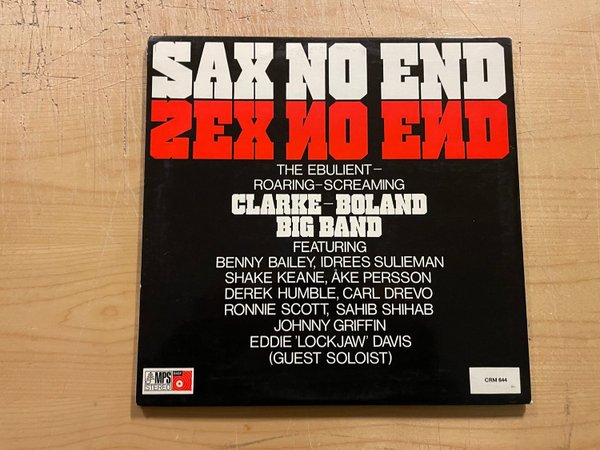 SAX NO END
SEX NO END
THE EBULIENT-
ROARING-SCREAMING
CLARKE-BOLAND
BIG BAND
FEATURING
BENNY BAILEY, IDREES SULIEMAN
SHAKE KEANE, ÅKE PERSSON
DEREK HUMBLE, CARL DREVO
RONNIE SCOTT, SAHIB SHIHAB
JOHNNY GRIFFIN
EDDIE 'LOCKJAW' DAVIS
(GUEST SOLOIST)
MPS
STEREO
BASF
CRM 644